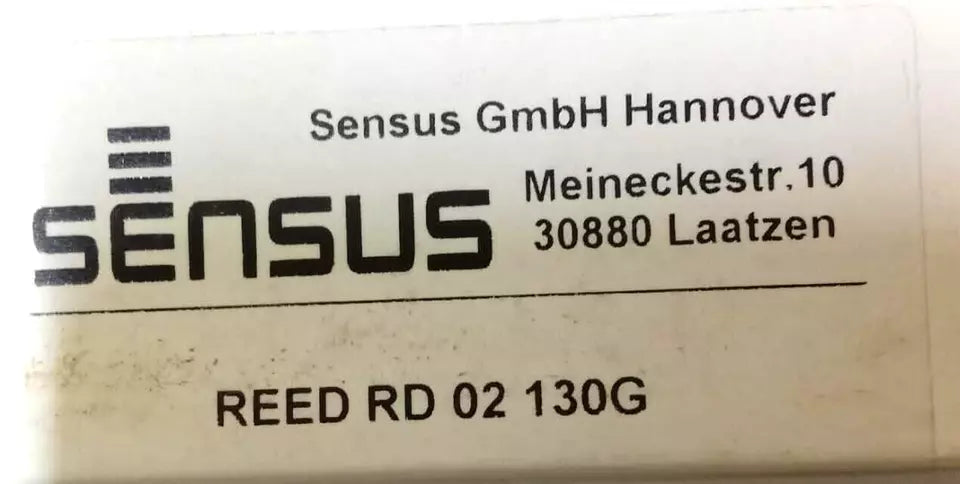 Sensus GmbH Hannover
sensus
Meineckestr.10
30880 Laatzen
REED RD 02 130G